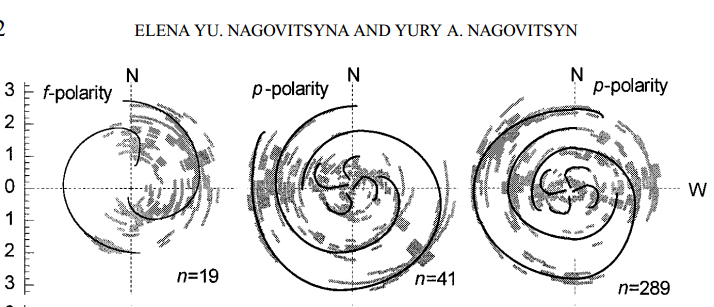 2
ELENA YU. NAGOVITSYNA AND YURY A. NAGOVITSYN
N N N
f-polarity p-polarity p-polarity
3
2
1
0 W
1
2
3
n=19 n=41 n=289